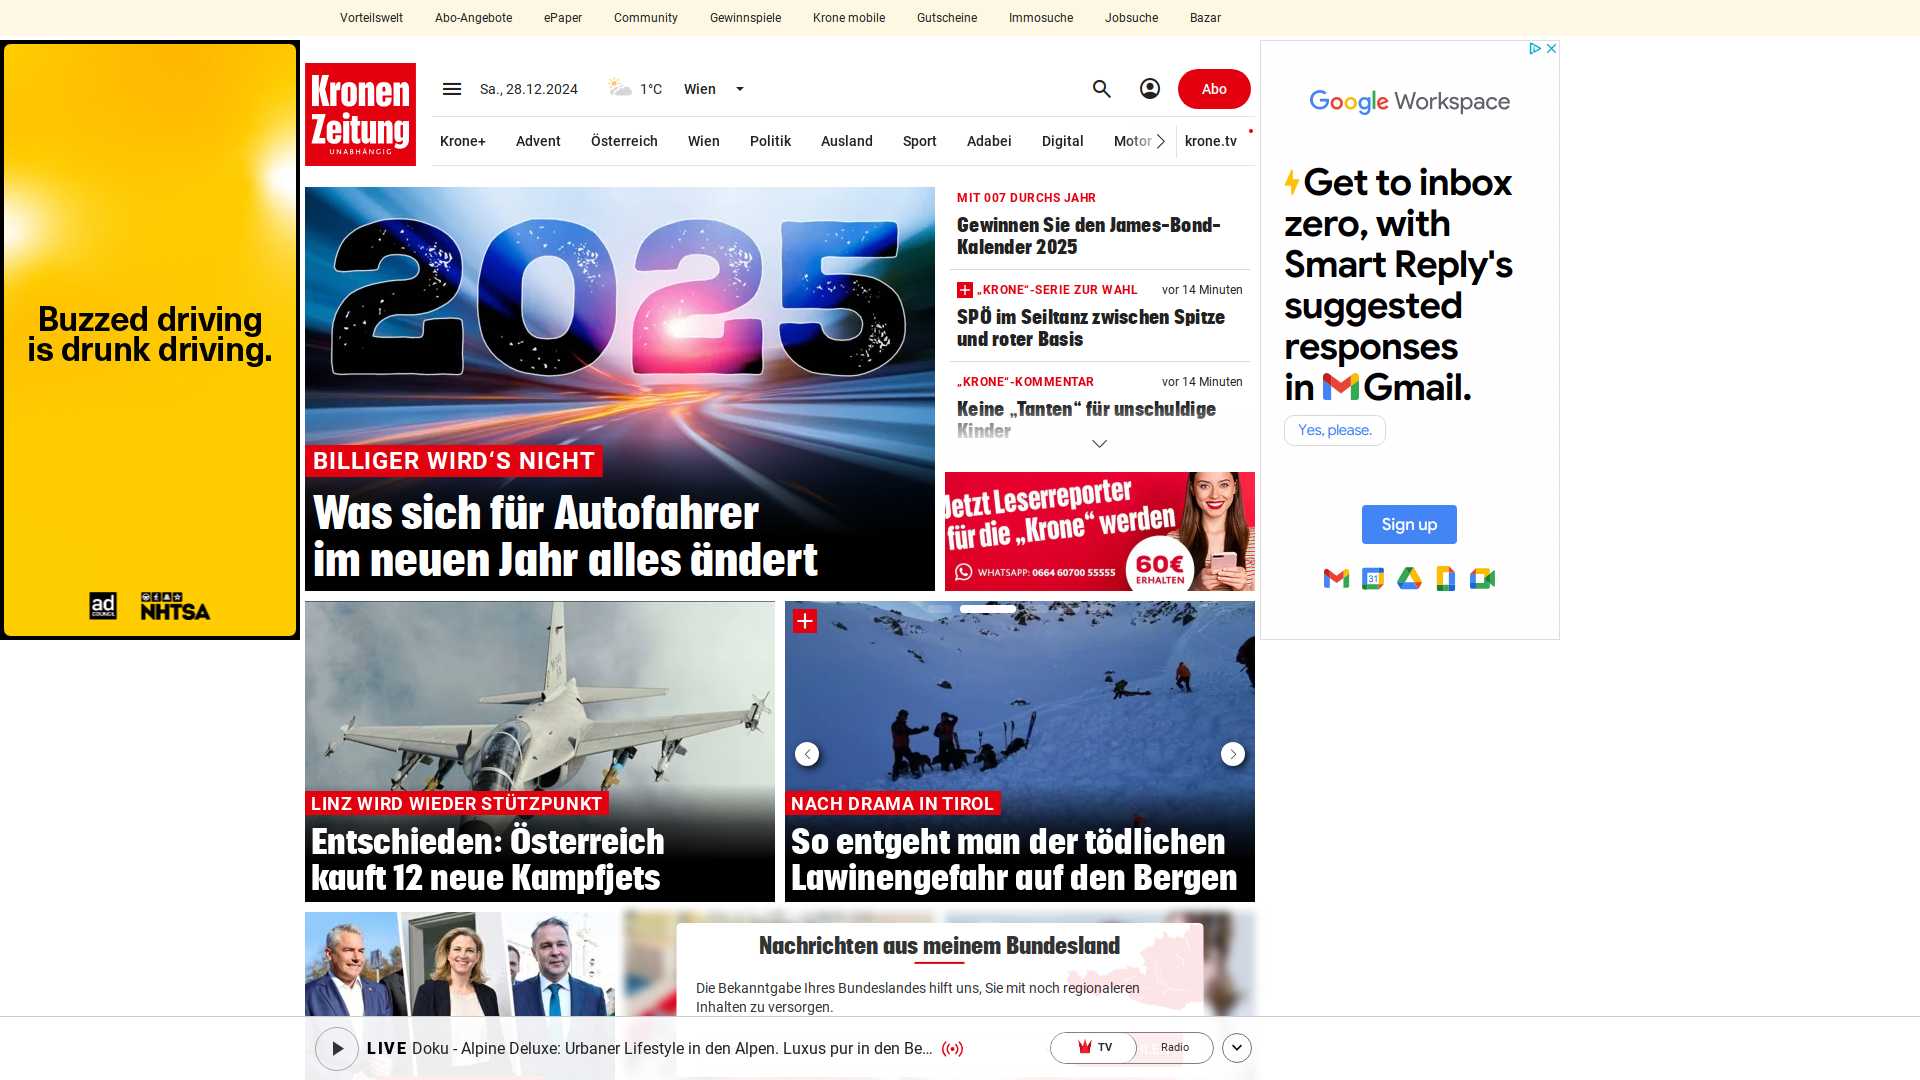 Vorteilswelt Abo-Angebote ePaper Community Gewinnspiele Krone mobile Gutscheine Immosuche Jobsuche Bazar
Kronen
Zeitung
UNABHÄNGIG
Sa., 28.12.2024 1°C Wien
Abo
Krone+ Advent Österreich Wien Politik Ausland Sport Adabei Digital Motor krone.tv
Buzzed driving
is drunk driving.
ad
COUNCIL
NHTSA
2025
BILLIGER WIRD‘S NICHT
Was sich für Autofahrer
im neuen Jahr alles ändert
MIT 007 DURCHS JAHR
Gewinnen Sie den James-Bond-
Kalender 2025
„KRONE“-SERIE ZUR WAHL vor 14 Minuten
SPÖ im Seiltanz zwischen Spitze
und roter Basis
„KRONE“-KOMMENTAR vor 14 Minuten
Keine „Tanten“ für unschuldige
Kinder
Jetzt Leserreporter
für die „Krone“ werden
WHATSAPP: 0664 60700 55555
60€
ERHALTEN
Google Workspace
Get to inbox
zero, with
Smart Reply's
suggested
responses
in Gmail.
Yes, please.
Sign up
31
LINZ WIRD WIEDER STÜTZPUNKT
Entschieden: Österreich
kauft 12 neue Kampfjets
NACH DRAMA IN TIROL
So entgeht man der tödlichen
Lawinengefahr auf den Bergen
Nachrichten aus meinem Bundesland
Die Bekanntgabe Ihres Bundeslandes hilft uns, Sie mit noch regionaleren
Inhalten zu versorgen.
LIVE Doku - Alpine Deluxe: Urbaner Lifestyle in den Alpen. Luxus pur in den Be...
TV Radio